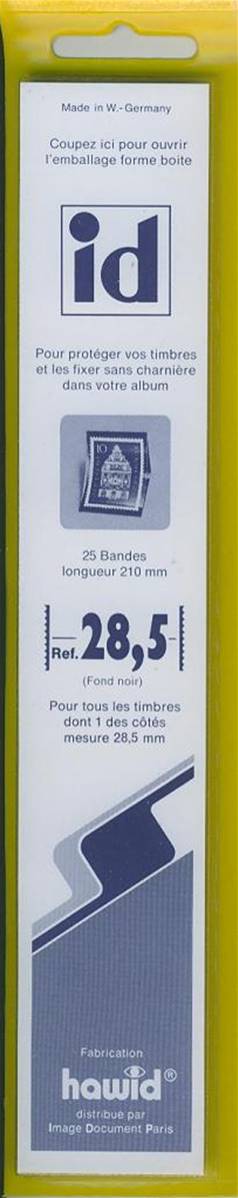 Made in W.-Germany
Coupez ici pour ouvrir
l'emballage forme boite
id
Pour protéger vos timbres
et les fixer sans charnière
dans votre album
10
25 Bandes
longueur 210 mm
Ref. 28,5
(Fond noir)
Pour tous les timbres
dont 1 des côtés
mesure 28,5 mm
Fabrication
hawid®
distribue par
Image Document Paris